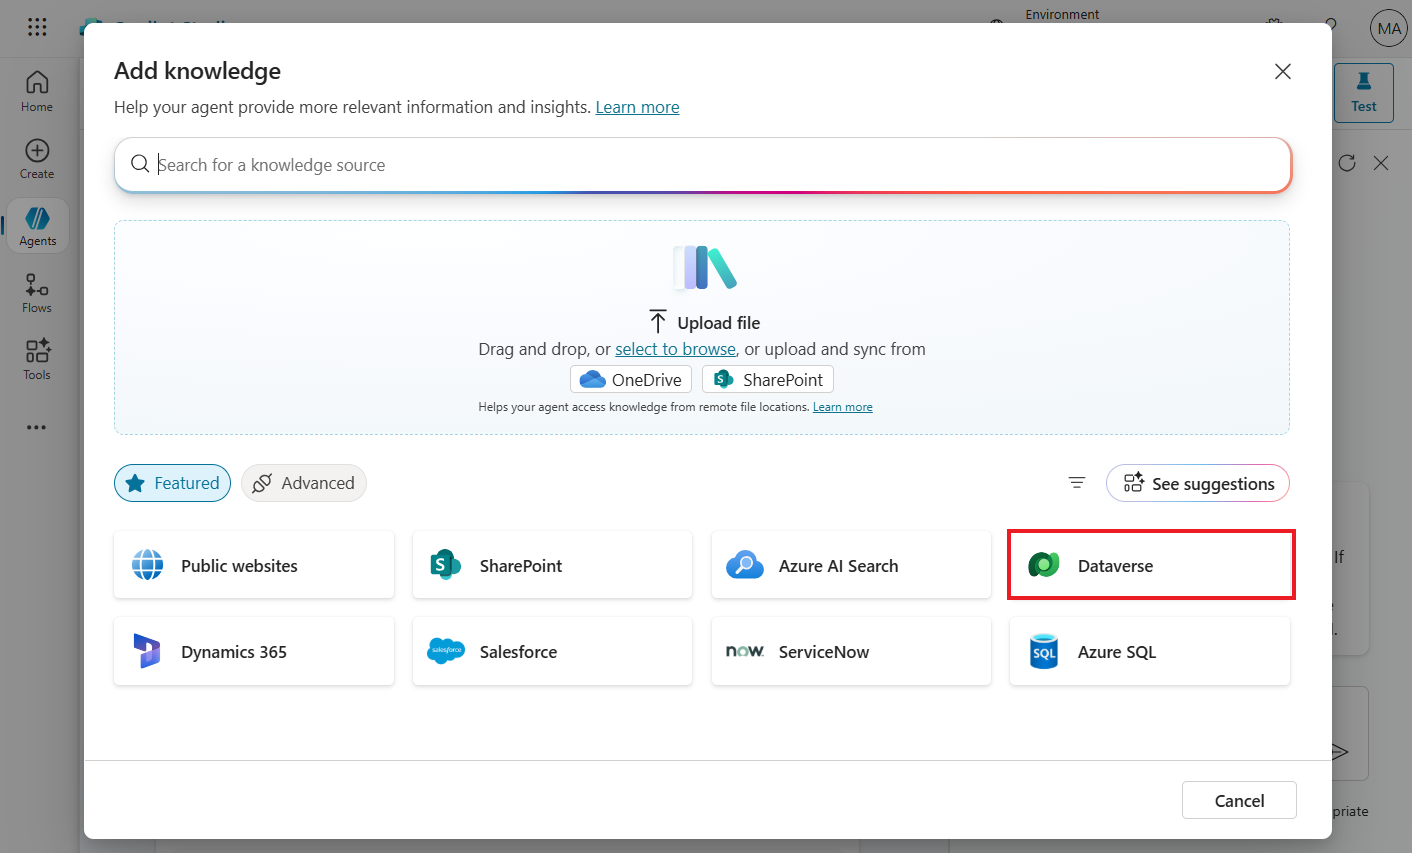 Environment
MA
Home
Create
Agents
Flows
Tools
Test
Add knowledge
Help your agent provide more relevant information and insights. Learn more
Search for a knowledge source
Upload file
Drag and drop, or select to browse, or upload and sync from
OneDrive
SharePoint
Helps your agent access knowledge from remote file locations. Learn more
Featured
Advanced
See suggestions
Public websites
SharePoint
Azure AI Search
Dataverse
Dynamics 365
salesforce
Salesforce
now.
ServiceNow
SQL
Azure SQL
If
Cancel